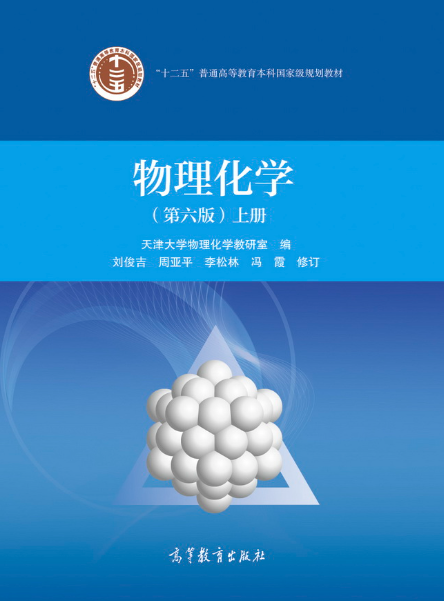 “十二五”普通高等教育本科国家级规划教材
物理化学
（第六版）上册
天津大学物理化学教研室 编
刘俊吉 周亚平 李松林 冯 霞 修订
高等教育出版社